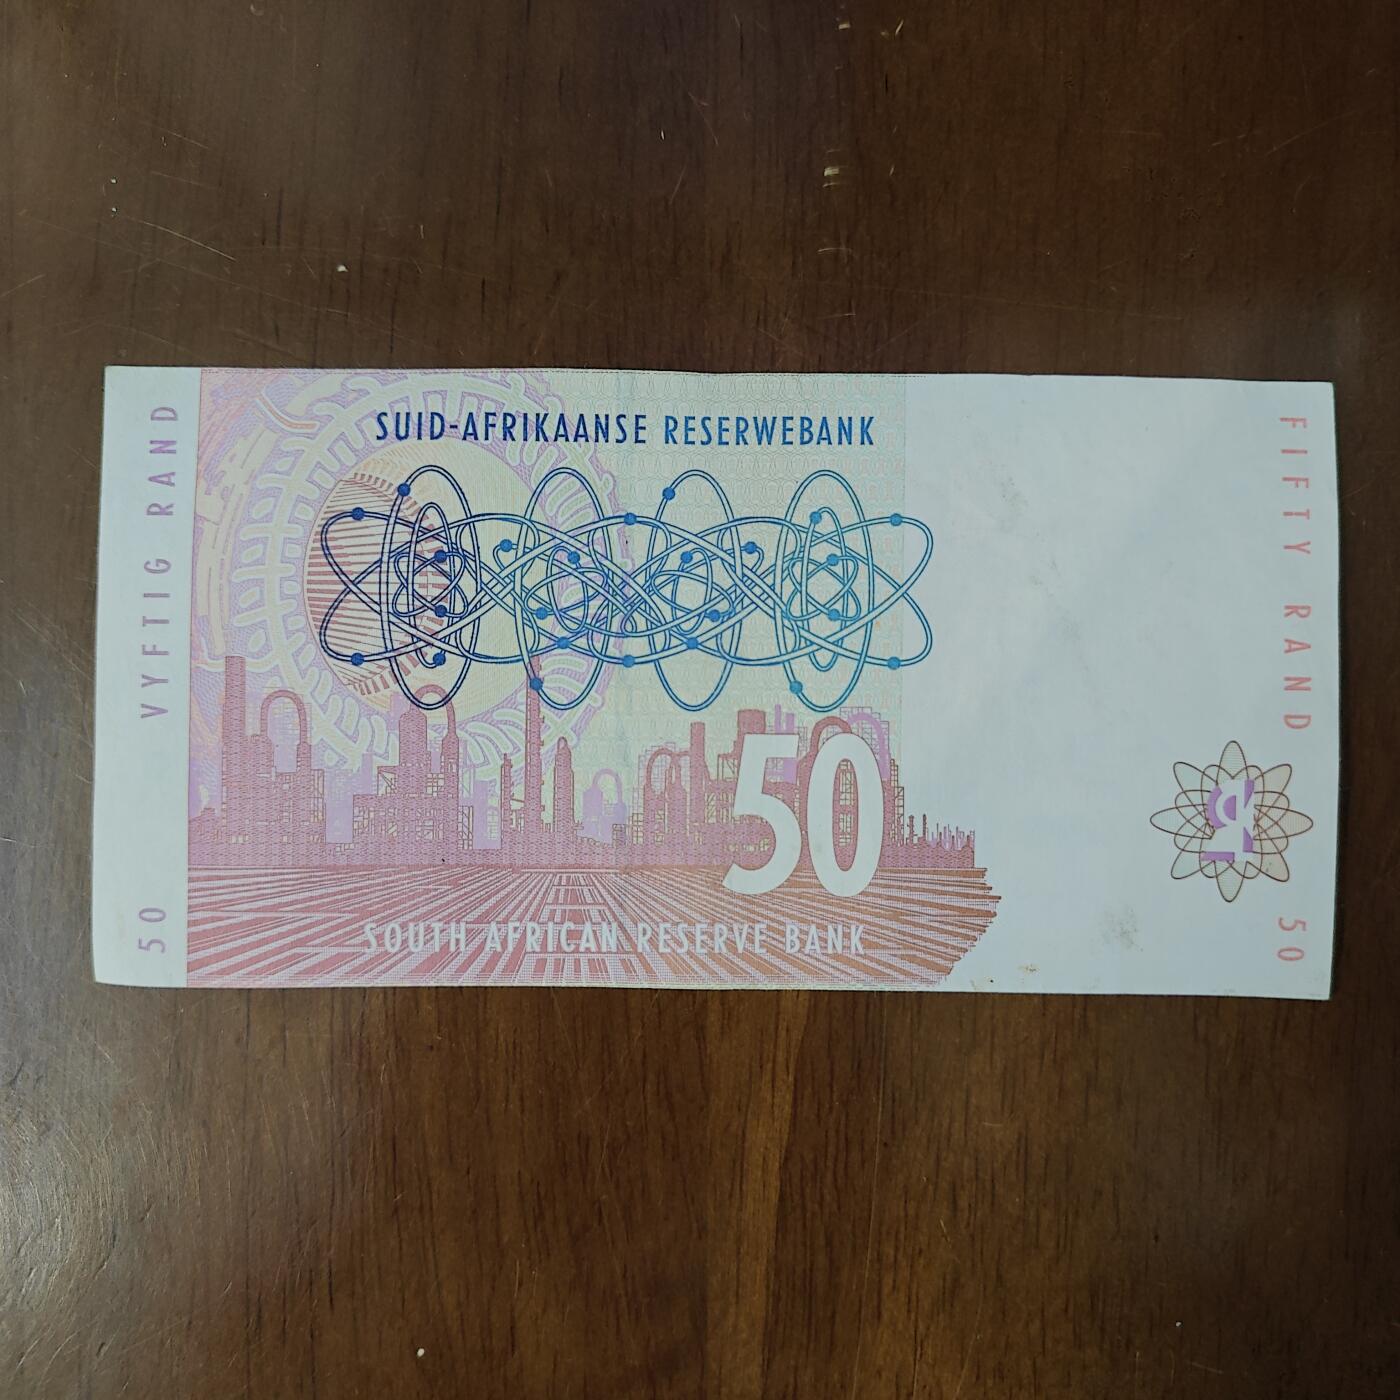 VYFTIG RAND
50
SUID-AFRIKAANSE RESERWEBANK
50
SOUTH AFRICAN RESERVE BANK
FIFTY RAND
50